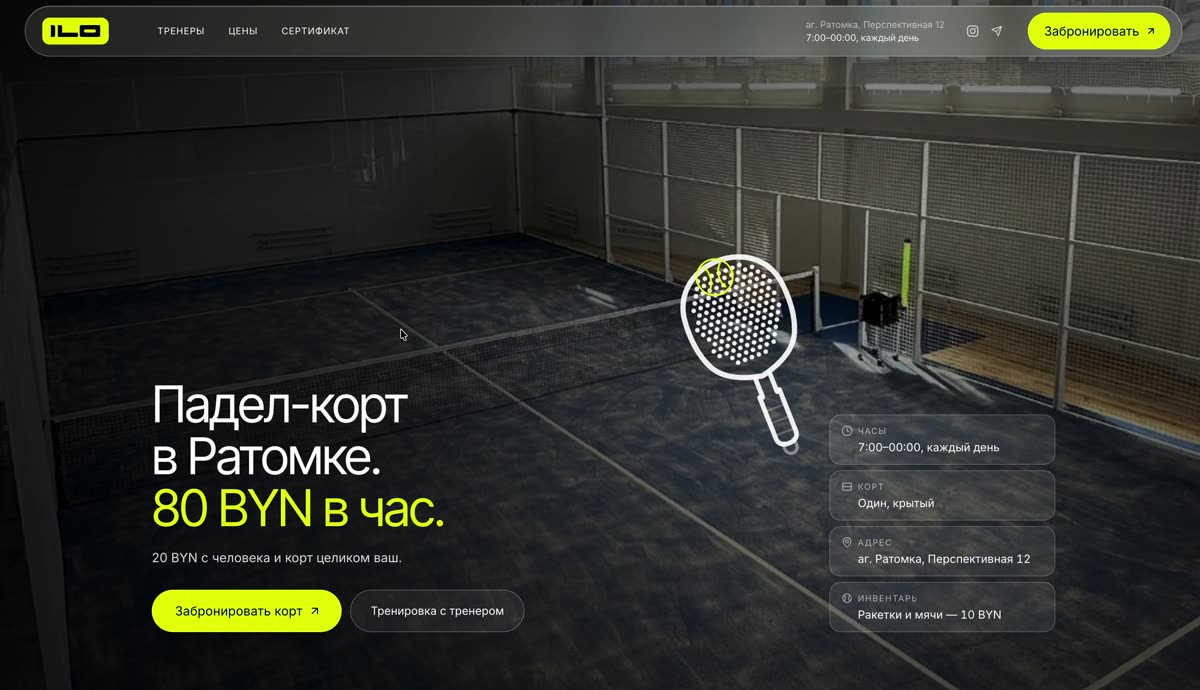 ILO
ТРЕНЕРЫ
ЦЕНЫ
СЕРТИФИКАТ
аг. Ратомка, Перспективная 12
7:00–00:00, каждый день
Забронировать
Падел-корт
в Ратомке.
80 BYN в час.
20 BYN с человека и корт целиком ваш.
Забронировать корт
Тренировка с тренером
ЧАСЫ
7:00–00:00, каждый день
КОРТ
Один, крытый
АДРЕС
аг. Ратомка, Перспективная 12
ИНВЕНТАРЬ
Ракетки и мячи — 10 BYN